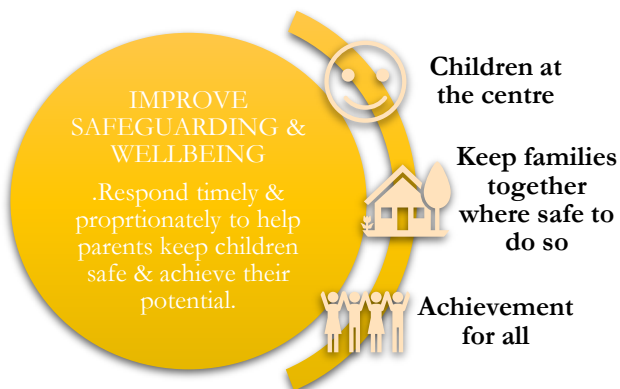 IMPROVE
SAFEGUARDING &
WELLBEING
.Respond timely &
proprtionately to help
parents keep children
safe & achieve their
potential.
Children at
the centre
Keep families
together
where safe to
do so
Achievement
for all